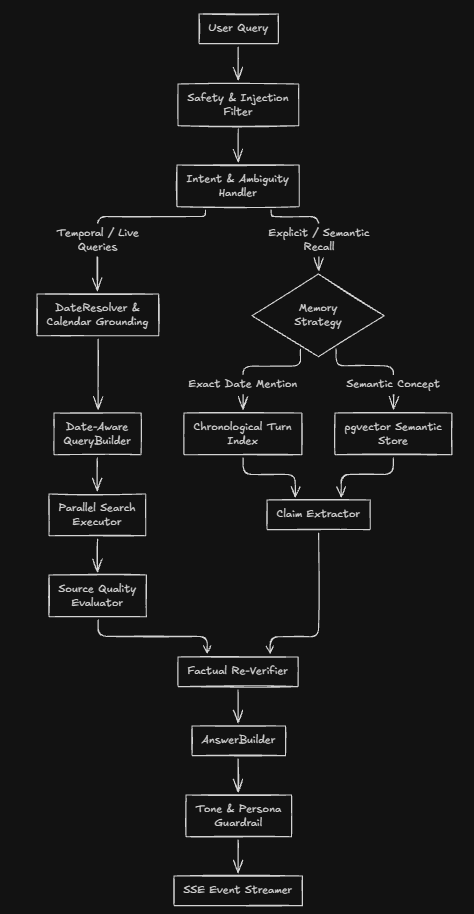 User Query
Safety & Injection
Filter
Intent & Ambiguity
Handler
Temporal / Live
Queries
Explicit / Semantic
Recall
DateResolver &
Calendar Grounding
Memory
Strategy
Exact Date Mention
Semantic Concept
Date-Aware
QueryBuilder
Chronological Turn
Index
pgvector Semantic
Store
Parallel Search
Executor
Claim Extractor
Source Quality
Evaluator
Factual Re-Verifier
AnswerBuilder
Tone & Persona
Guardrail
SSE Event Streamer